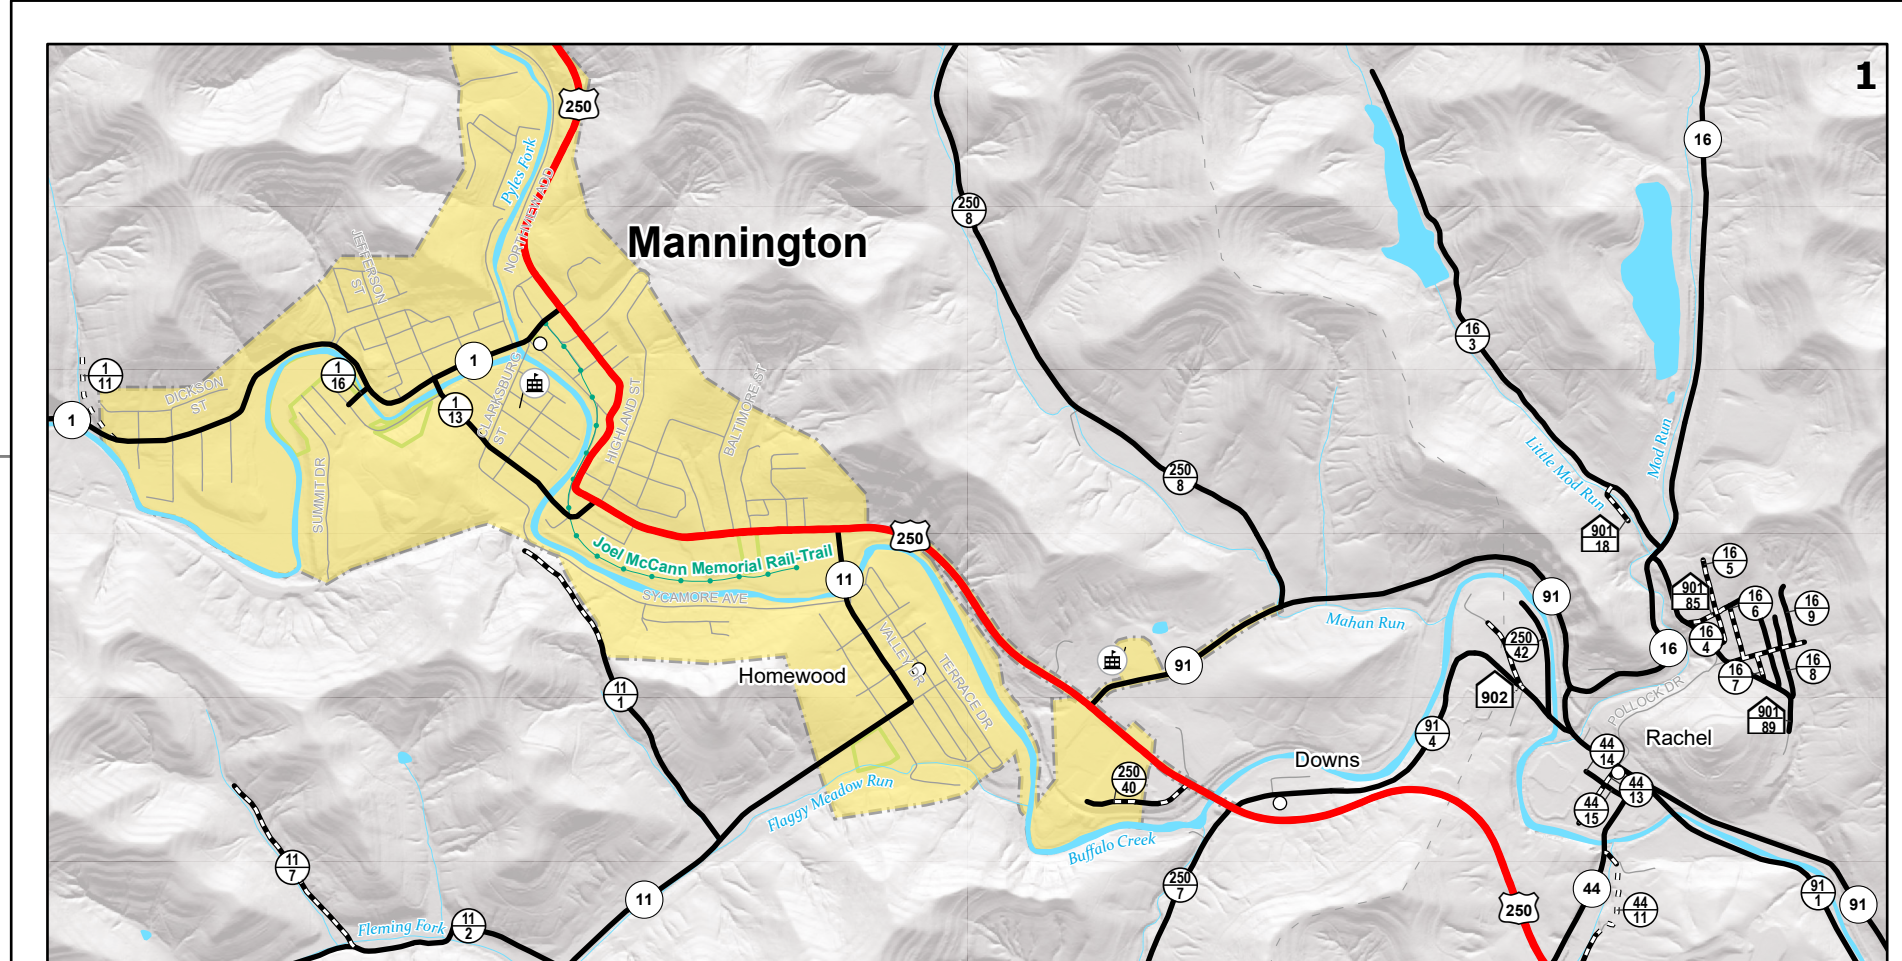 1
250
16
Pyles Fork
NORTHVIEW ADD
250
8
Mannington
JEFFERSON
ST
16
3
1
11
1
16
1
DICKSON
ST
1
13
CLARKSBURG
ST
HIGHLAND ST
BALTIMORE ST
1
SUMMIT DR
250
8
Little Mod Run
Mod Run
901
18
250
Joel McCann Memorial Rail-Trail
11
SYCAMORE AVE
16
5
901
85
16
6
16
9
91
Mahan Run
250
42
16
4
16
16
7
16
8
VALLEY DR
TERRACE DR
91
Homewood
11
1
902
POLLOCK DR
901
89
91
4
Rachel
44
14
Downs
250
40
44
13
44
15
Flaggy Meadow Run
Buffalo Creek
11
7
250
7
44
91
1
91
11
250
44
11
Fleming Fork
11
2